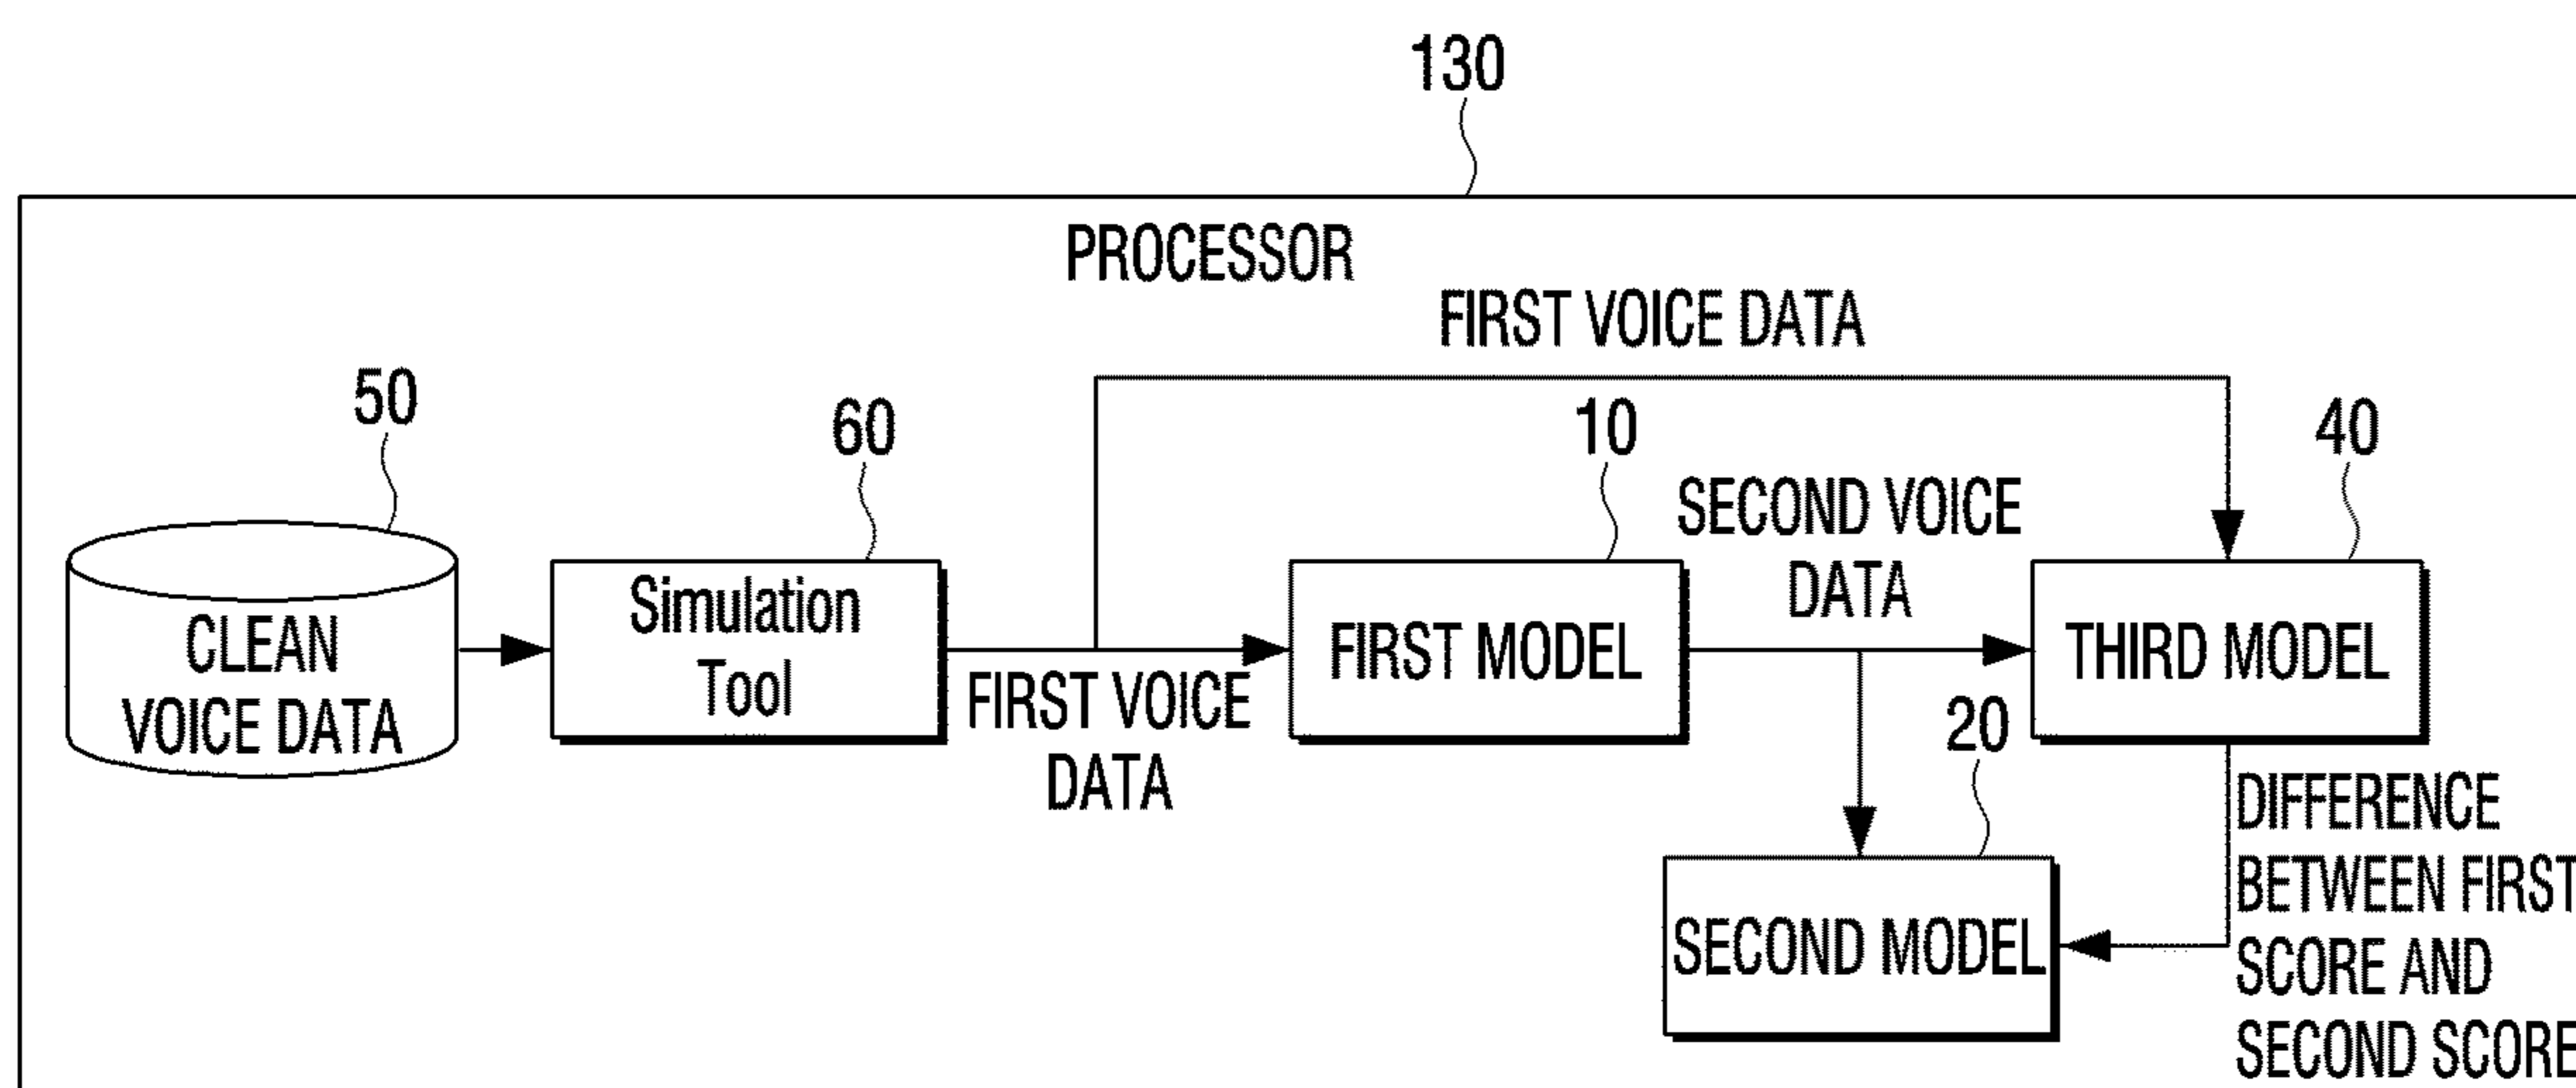 130
PROCESSOR
FIRST VOICE DATA
50
60
10
40
SECOND VOICE
DATA
CLEAN
VOICE DATA
Simulation
Tool
FIRST VOICE
DATA
FIRST MODEL
THIRD MODEL
20
SECOND MODEL
DIFFERENCE
BETWEEN FIRST
SCORE AND
SECOND SCORE